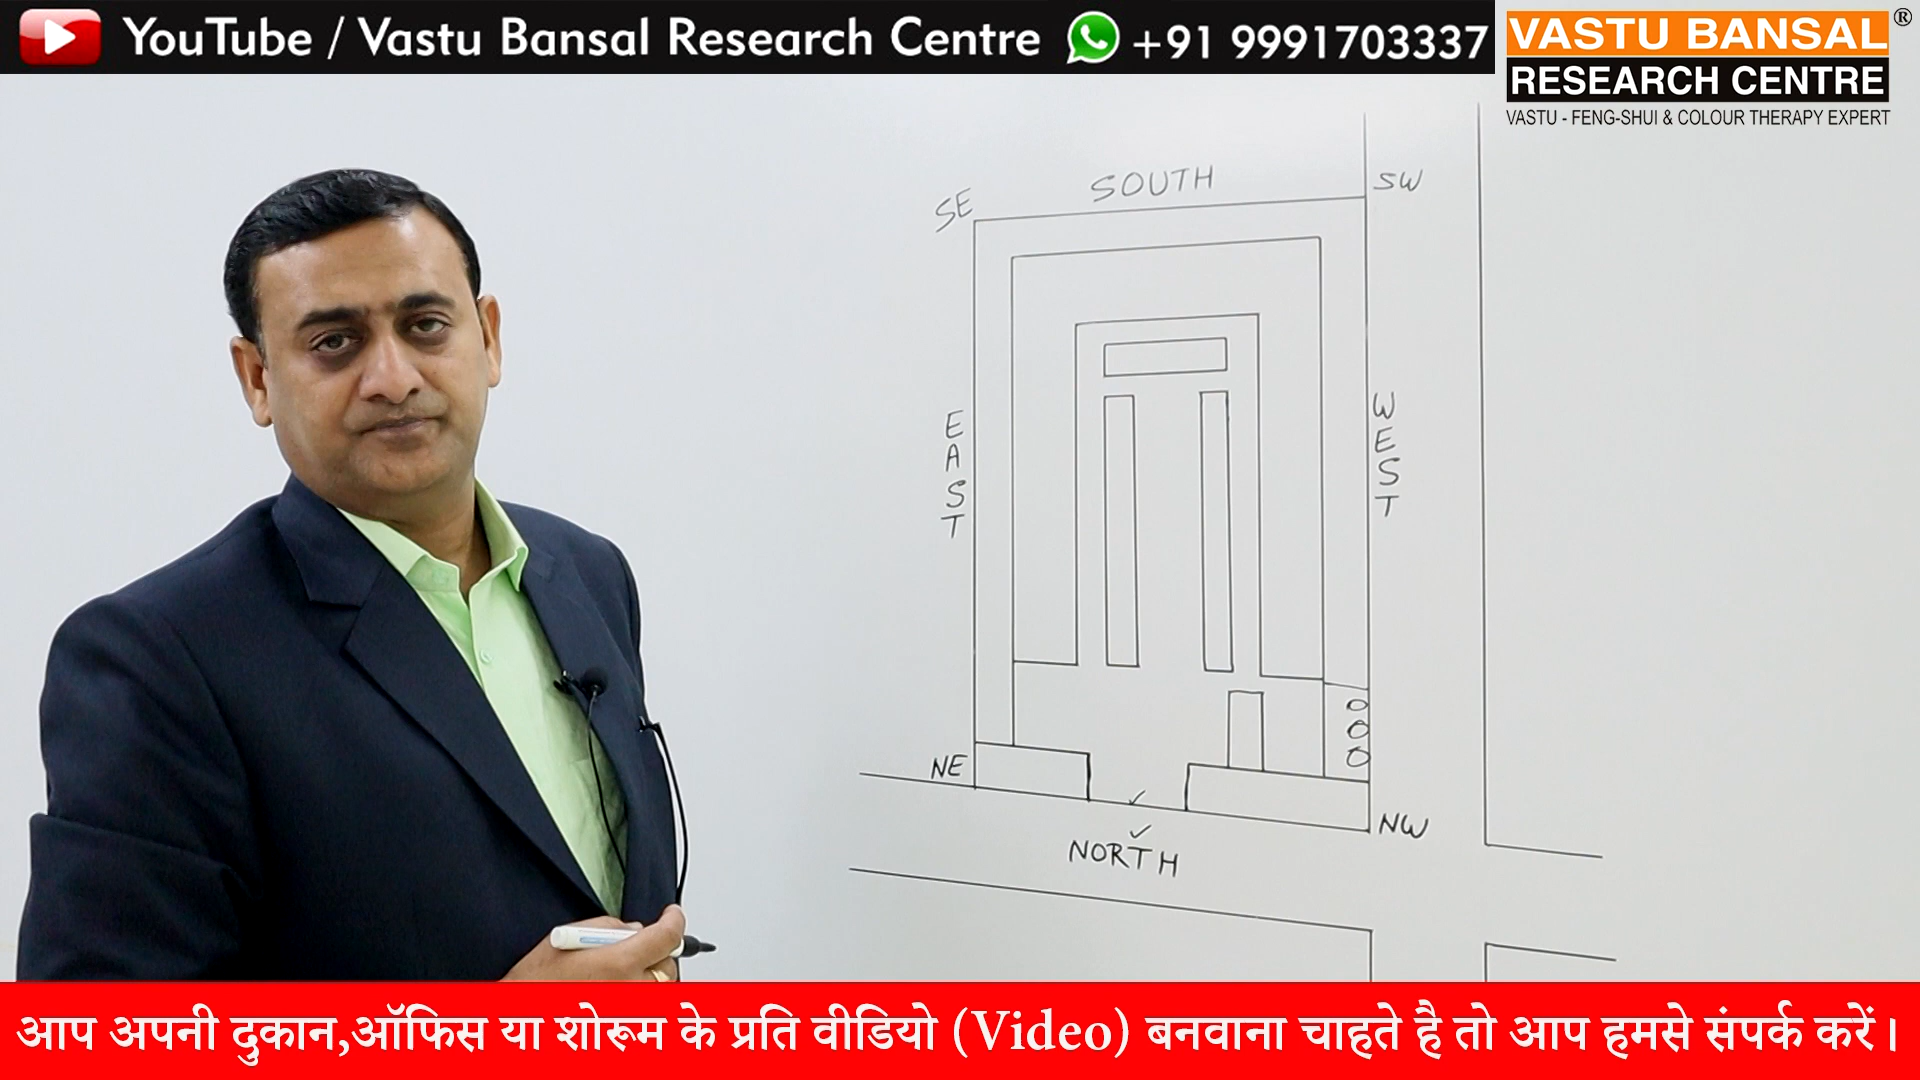 YouTube / Vastu Bansal Research Centre +91 9991703337
VASTU BANSAL ®
RESEARCH CENTRE
VASTU - FENG-SHUI & COLOUR THERAPY EXPERT
SE SOUTH SW
EAST
WEST
NE
NW
NORTH
आप अपनी दुकान,ऑफिस या शोरूम के प्रति वीडियो (Video) बनवाना चाहते है तो आप हमसे संपर्क करें।